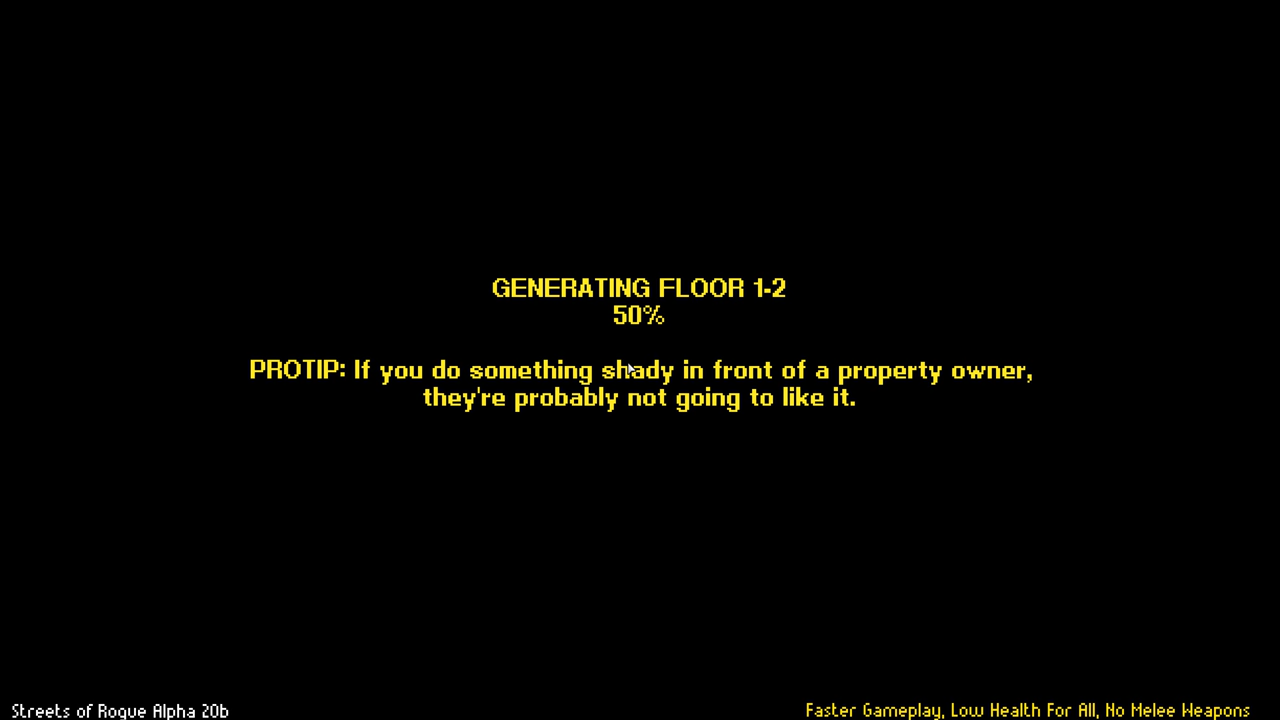 GENERATING FLOOR 1-2
50%
PROTIP: If you do something shady in front of a property owner,
they're probably not going to like it.
Streets of Rogue Alpha 20b
Faster Gameplay, Low Health For All, No Melee Weapons